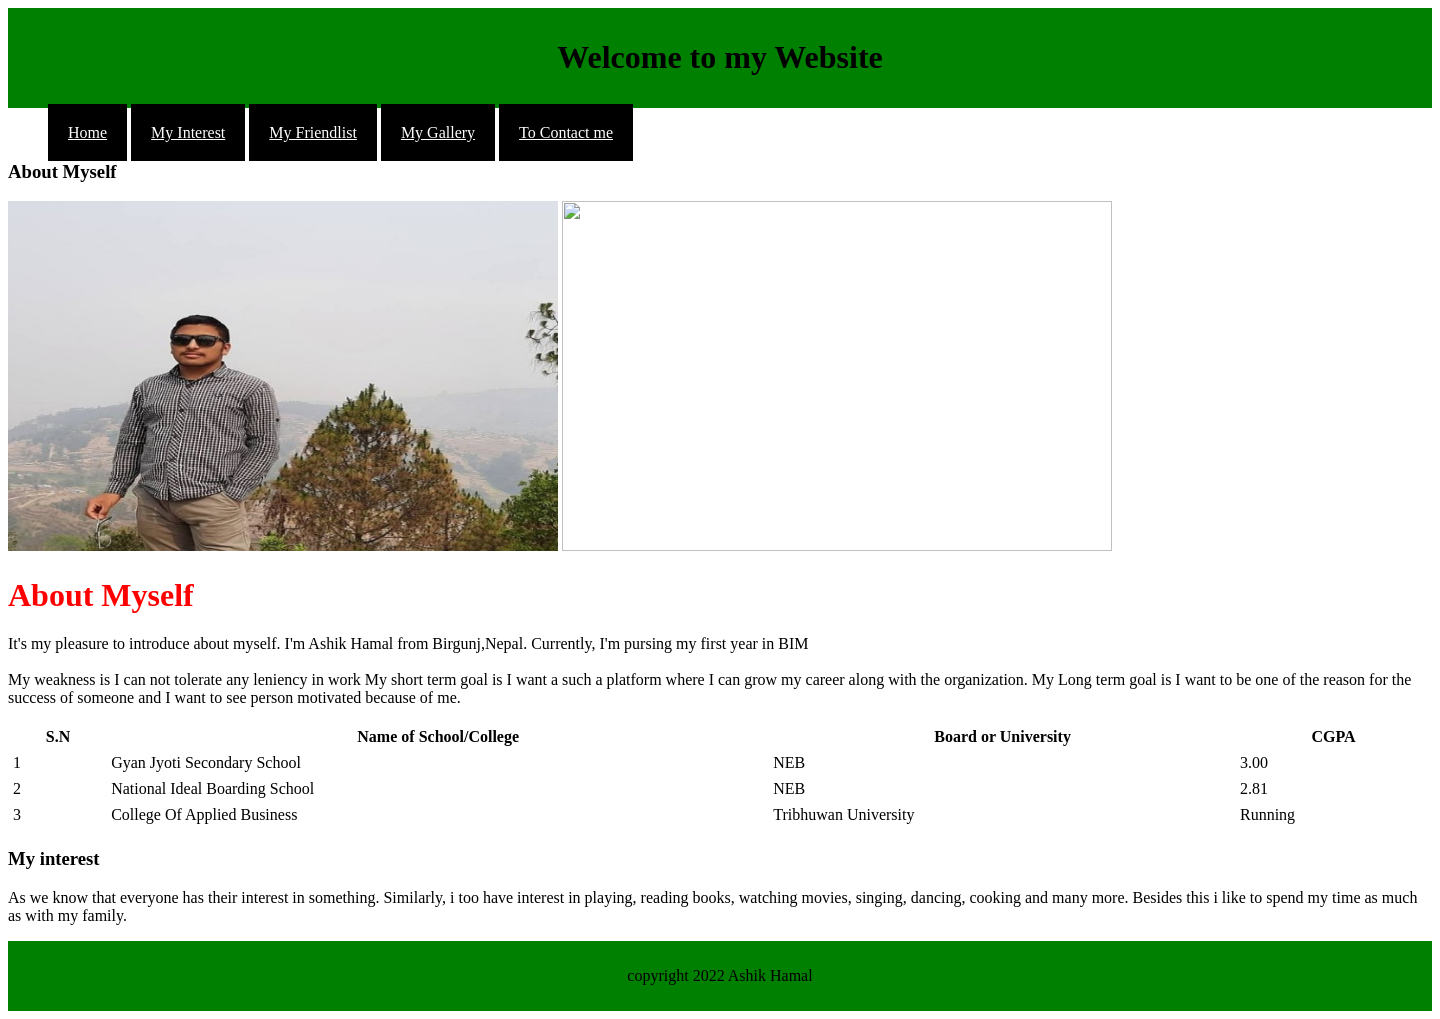 Welcome to my Website
Home My Interest My Friendlist My Gallery To Contact me
About Myself
About Myself
It's my pleasure to introduce about myself. I'm Ashik Hamal from Birgunj,Nepal. Currently, I'm pursing my first year in BIM
My weakness is I can not tolerate any leniency in work My short term goal is I want a such a platform where I can grow my career along with the organization. My Long term goal is I want to be one of the reason for the
success of someone and I want to see person motivated because of me.
S.N Name of School/College Board or University CGPA
1 Gyan Jyoti Secondary School NEB 3.00
2 National Ideal Boarding School NEB 2.81
3 College Of Applied Business Tribhuwan University Running
My interest
As we know that everyone has their interest in something. Similarly, i too have interest in playing, reading books, watching movies, singing, dancing, cooking and many more. Besides this i like to spend my time as much
as with my family.
copyright 2022 Ashik Hamal